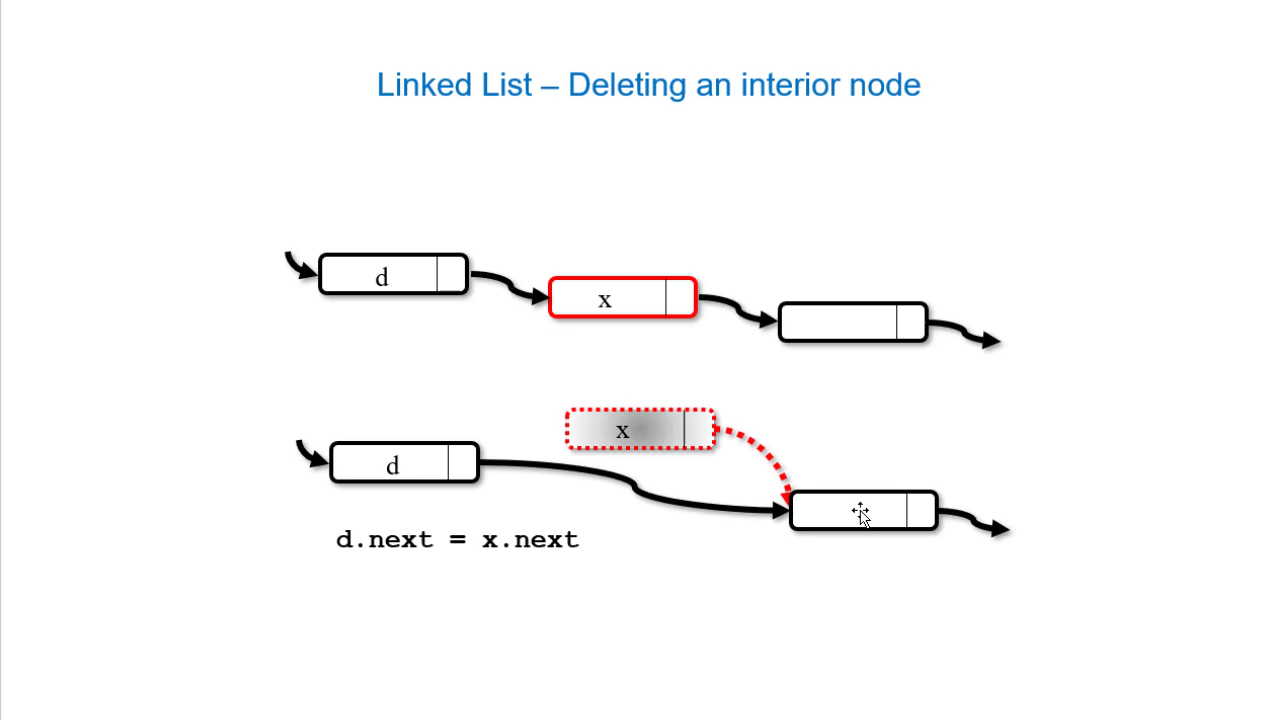 Linked List – Deleting an interior node
d
x
x
d
d.next = x.next